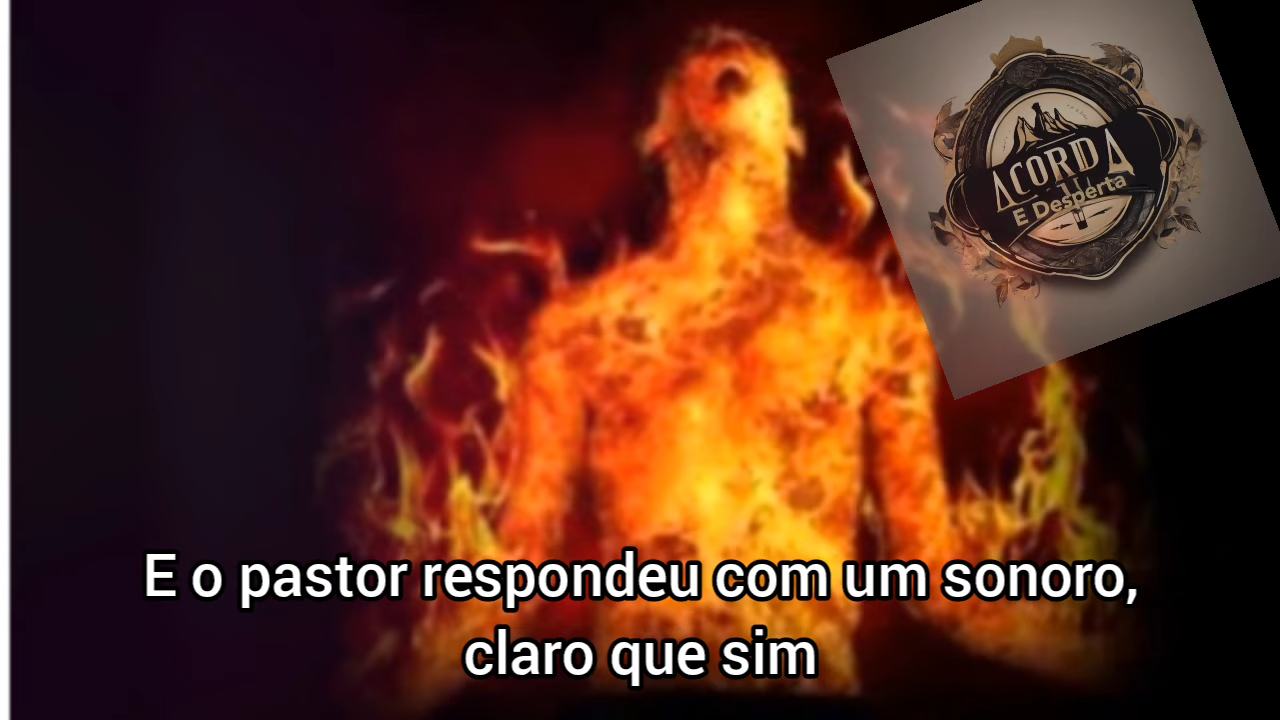 ACORDA
E Desperta
E o pastor respondeu com um sonoro,
claro que sim